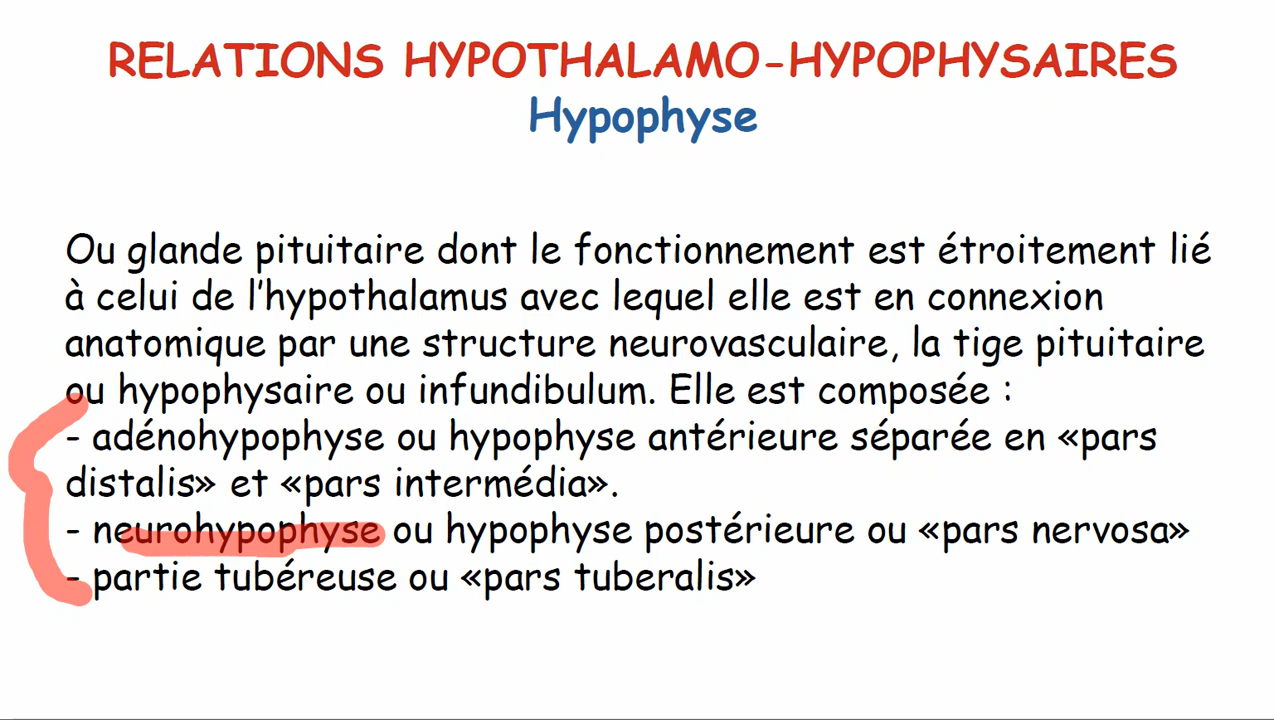 RELATIONS HYPOTHALAMO-HYPOPHYSAIRES
Hypophyse
Ou glande pituitaire dont le fonctionnement est étroitement lié
à celui de l'hypothalamus avec lequel elle est en connexion
anatomique par une structure neurovasculaire, la tige pituitaire
ou hypophysaire ou infundibulum. Elle est composée :
- adénohypophyse ou hypophyse antérieure séparée en «pars
distalis» et «pars intermédia».
- neurohypophyse ou hypophyse postérieure ou «pars nervosa»
- partie tubéreuse ou «pars tuberalis»